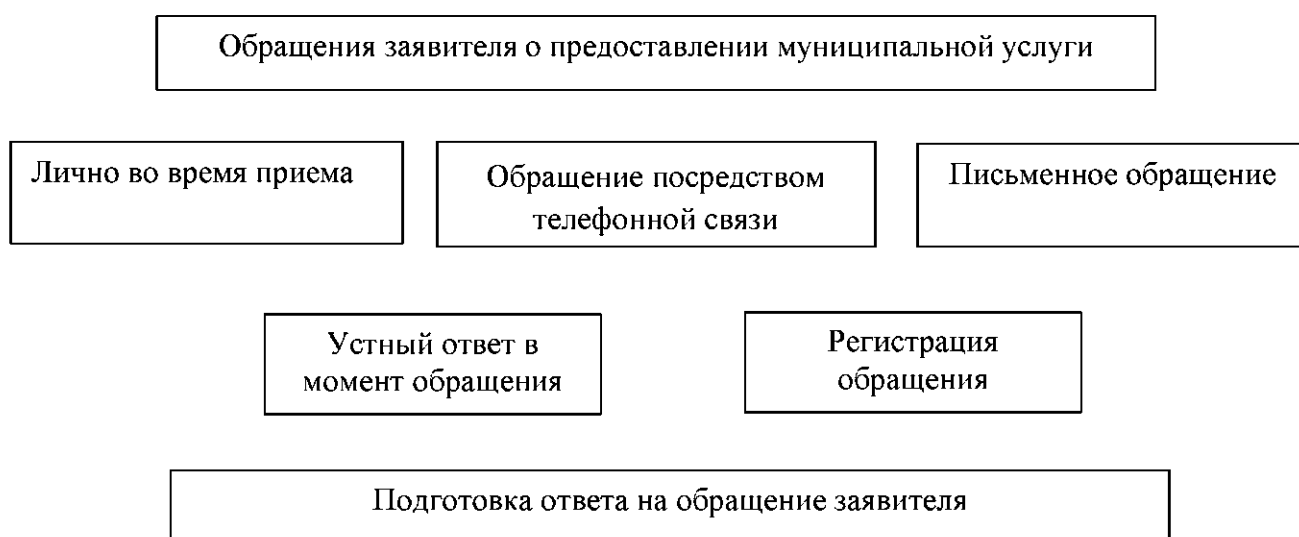 Обращения заявителя о предоставлении муниципальной услуги
Лично во время приема
Обращение посредством
телефонной связи
Письменное обращение
Устный ответ в
момент обращения
Регистрация
обращения
Подготовка ответа на обращение заявителя